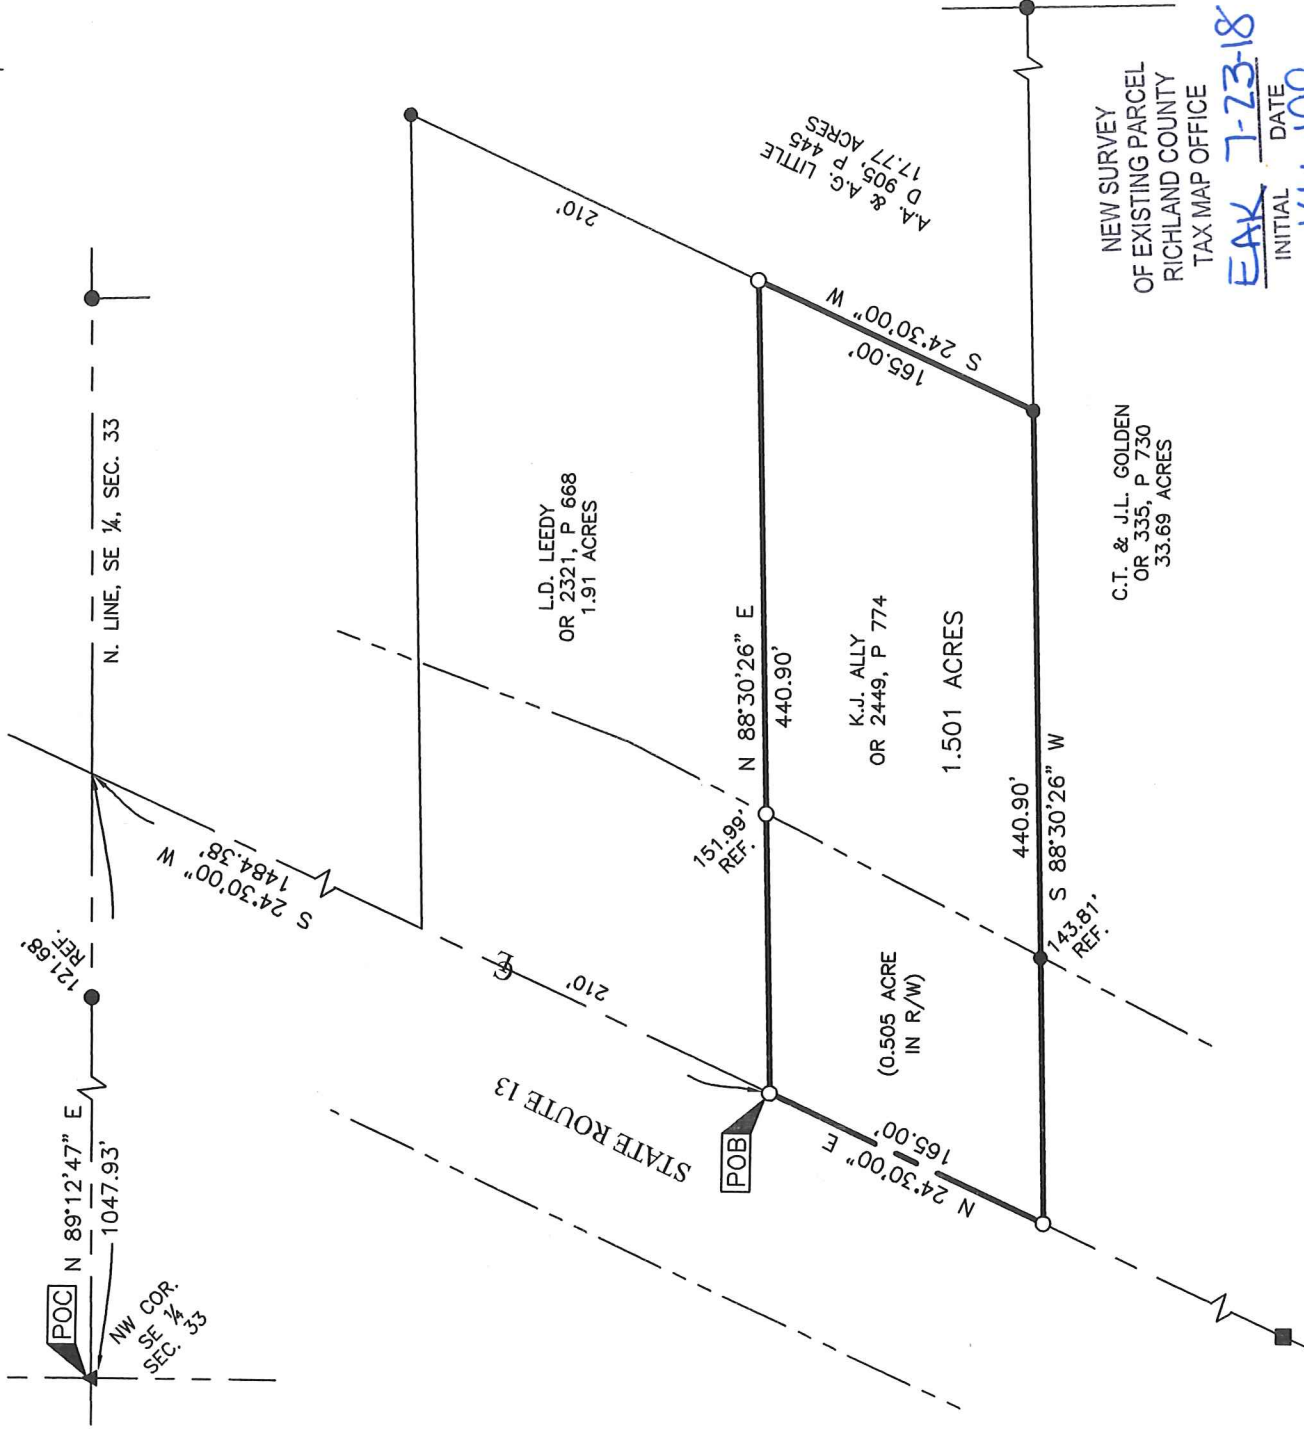 N. LINE, SE ¼, SEC. 33
S 24°30'00" W
1484.38'
121.68'
REF.
N 89°12'47" E
1047.93'
POC
NW COR.
SE ¼
SEC. 33
210'
A.A. & A.G. LITTLE
D 905, P 445
17.77 ACRES
L.D. LEEDY
OR 2321, P 668
1.91 ACRES
℄
210'
STATE ROUTE 13
POB
N 88°30'26" E
440.90'
151.99'
REF.
S 24°30'00" W
165.00'
K.J. ALLY
OR 2449, P 774
1.501 ACRES
(0.505 ACRE
IN R/W)
N 24°30'00" E
165.00'
440.90'
S 88°30'26" W
143.81'
REF.
C.T. & J.L. GOLDEN
OR 335, P 730
33.69 ACRES
NEW SURVEY
OF EXISTING PARCEL
RICHLAND COUNTY
TAX MAP OFFICE
EAK 7-23-18
INITIAL DATE